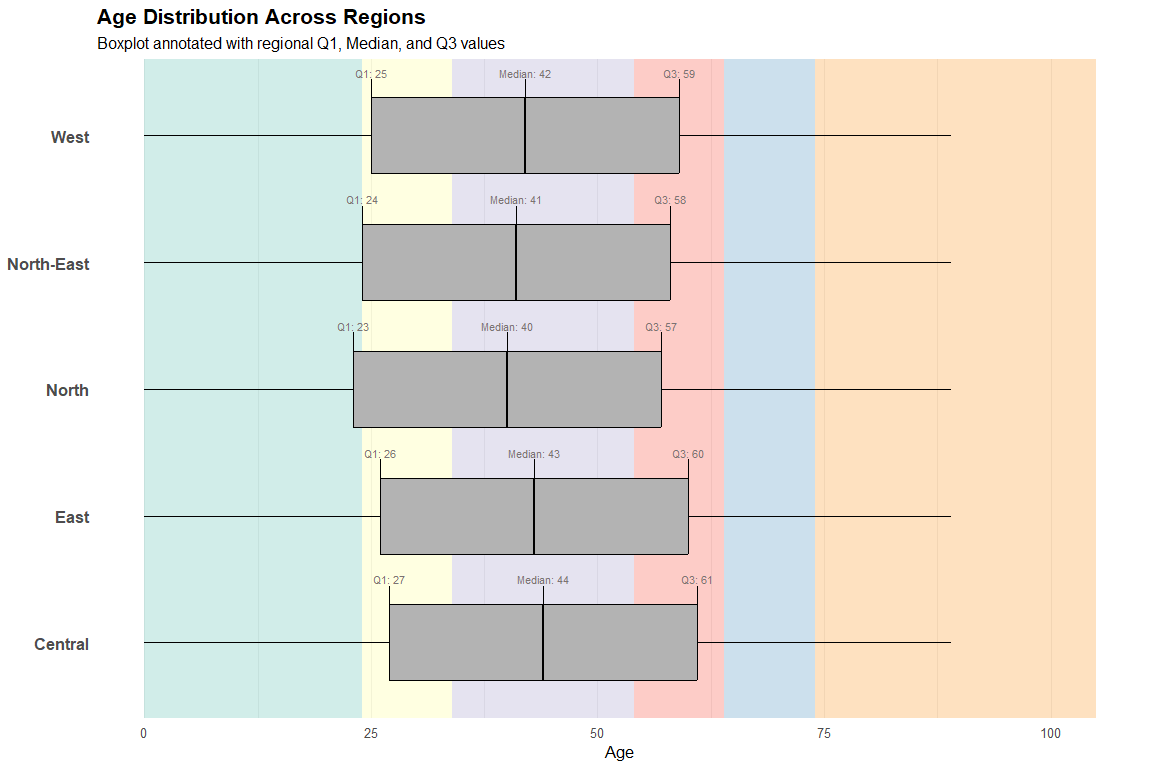 Age Distribution Across Regions
Boxplot annotated with regional Q1, Median, and Q3 values
Q1: 25 Median: 42 Q3: 59
West
Q1: 24 Median: 41 Q3: 58
North-East
Q1: 23 Median: 40 Q3: 57
North
Q1: 26 Median: 43 Q3: 60
East
Q1: 27 Median: 44 Q3: 61
Central
0 25 50 75 100
Age